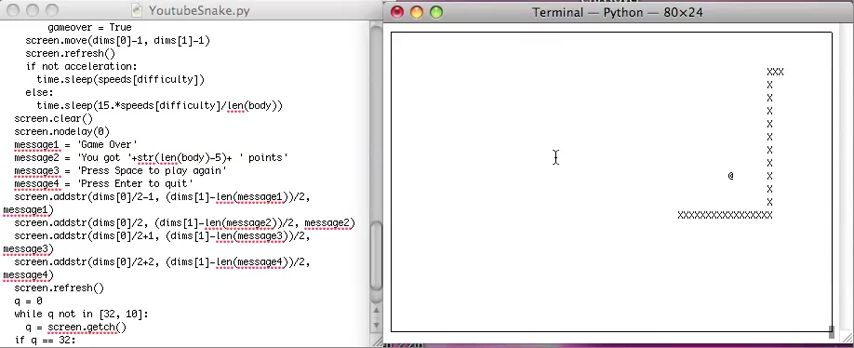 YoutubeSnake.py
gameover = True
screen.move(dims[0]-1, dims[1]-1)
screen.refresh()
if not acceleration:
time.sleep(speeds[difficulty])
else:
time.sleep(15.*speeds[difficulty]/len(body))
screen.clear()
screen.nodelay(0)
message1 = 'Game Over'
message2 = 'You got '+str(len(body)-5)+ ' points'
message3 = 'Press Space to play again'
message4 = 'Press Enter to quit'
screen.addstr(dims[0]/2-1, (dims[1]-len(message1))/2,
message1)
screen.addstr(dims[0]/2, (dims[1]-len(message2))/2, message2)
screen.addstr(dims[0]/2+1, (dims[1]-len(message3))/2,
message3)
screen.addstr(dims[0]/2+2, (dims[1]-len(message4))/2,
message4)
screen.refresh()
q = 0
while q not in [32, 10]:
q = screen.getch()
if q == 32:
Terminal — Python — 80×24
XXX
X
X
X
X
X
X
X
@ X
X
X
XXXXXXXXXXXXXXXXX